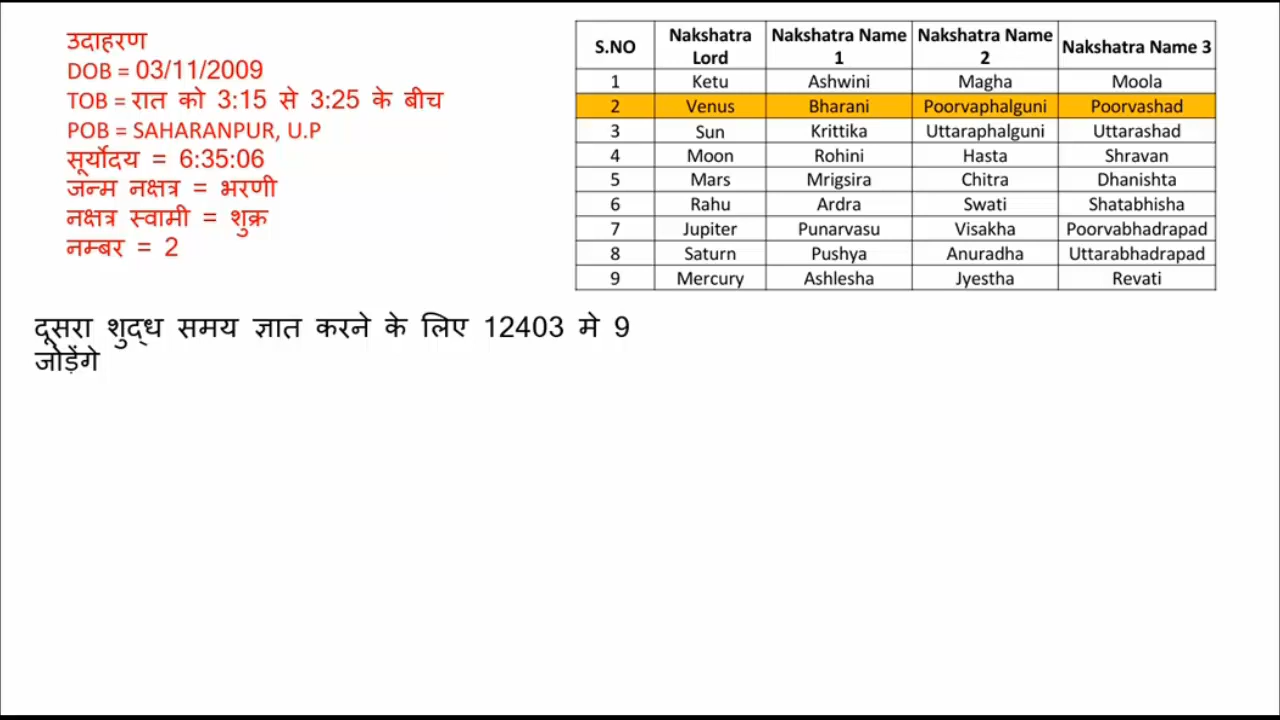 उदाहरण
DOB = 03/11/2009
TOB = रात को 3:15 से 3:25 के बीच
POB = SAHARANPUR, U.P
सूर्योदय = 6:35:06
जन्म नक्षत्र = भरणी
नक्षत्र स्वामी = शुक्र
नम्बर = 2
S.NO Nakshatra Lord Nakshatra Name 1 Nakshatra Name 2 Nakshatra Name 3
1 Ketu Ashwini Magha Moola
2 Venus Bharani Poorvaphalguni Poorvashad
3 Sun Krittika Uttaraphalguni Uttarashad
4 Moon Rohini Hasta Shravan
5 Mars Mrigsira Chitra Dhanishta
6 Rahu Ardra Swati Shatabhisha
7 Jupiter Punarvasu Visakha Poorvabhadrapad
8 Saturn Pushya Anuradha Uttarabhadrapad
9 Mercury Ashlesha Jyestha Revati
दूसरा शुद्ध समय ज्ञात करने के लिए 12403 मे 9
जोड़ेंगे